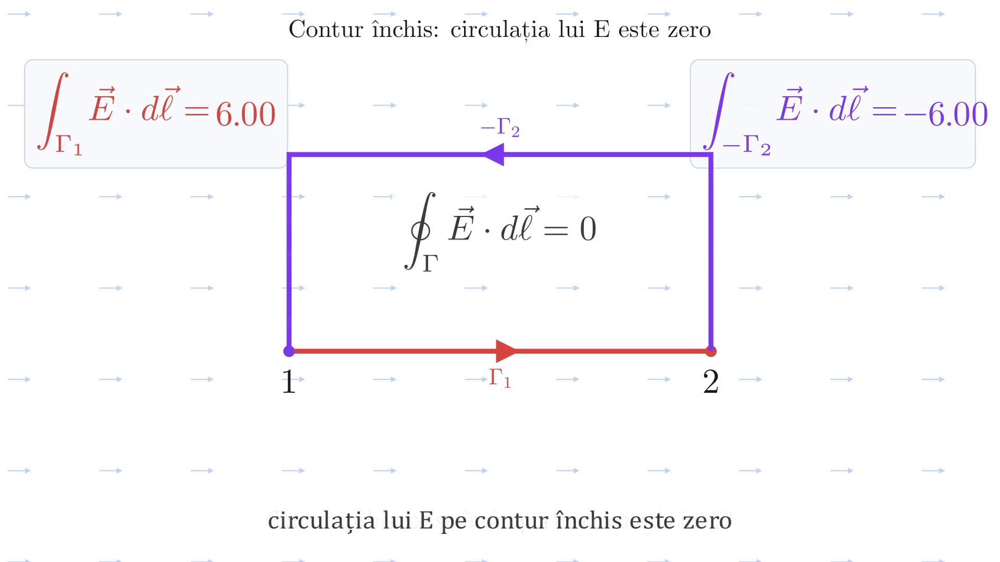 Contur închis: circulația lui E este zero
∫_{Γ₁} E⃗ · dℓ⃗ = 6.00
∫_{−Γ₂} E⃗ · dℓ⃗ = −6.00
−Γ₂
∮_Γ E⃗ · dℓ⃗ = 0
Γ₁
1
2
circulația lui E pe contur închis este zero